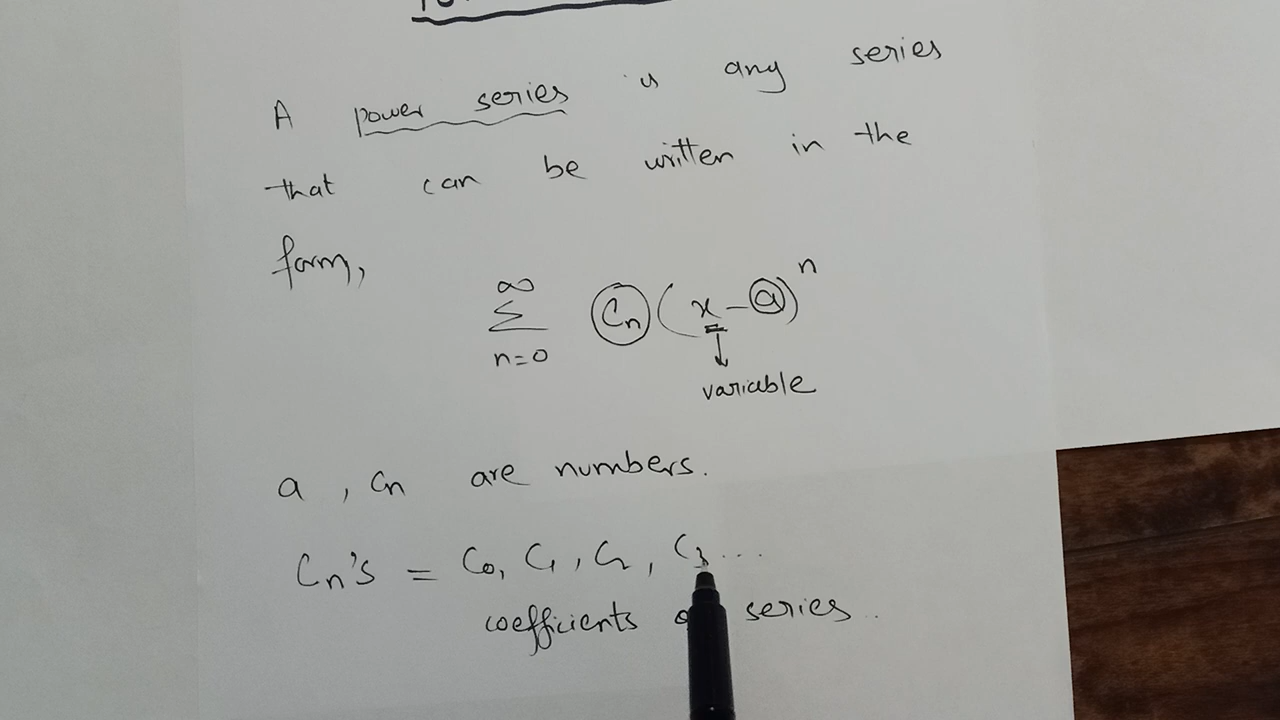 A power series is any series
that can be written in the
form,
∞
Σ Cn (x - a)^n
n=0
variable
a , Cn are numbers.
Cn's = C0, C1, C2, C3 ...
coefficients series.